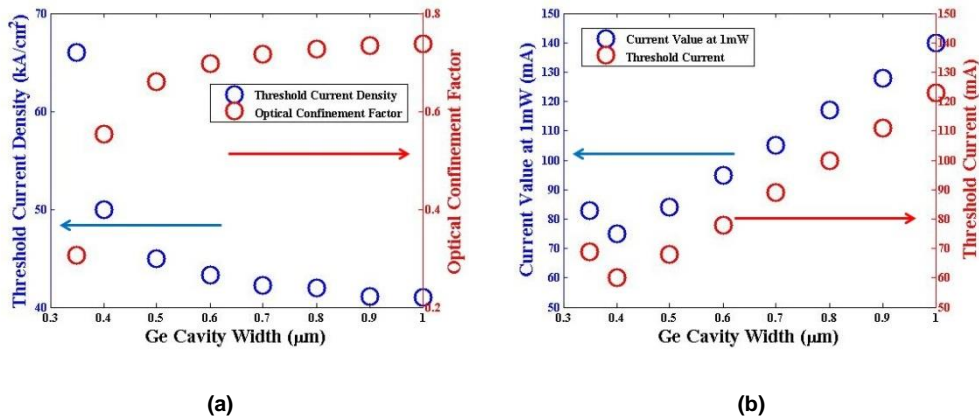 70
60
50
40
Threshold Current Density (kA/cm²)
0.8
0.6
0.4
0.2
Optical Confinement Factor
Threshold Current Density
Optical Confinement Factor
0.3 0.4 0.5 0.6 0.7 0.8 0.9 1
Ge Cavity Width (μm)
(a)
150
140
130
120
110
100
90
80
70
60
50
Current Value at 1mW (mA)
150
140
130
120
110
100
90
80
70
60
50
Threshold Current (mA)
Current Value at 1mW
Threshold Current
0.3 0.4 0.5 0.6 0.7 0.8 0.9 1
Ge Cavity Width (μm)
(b)